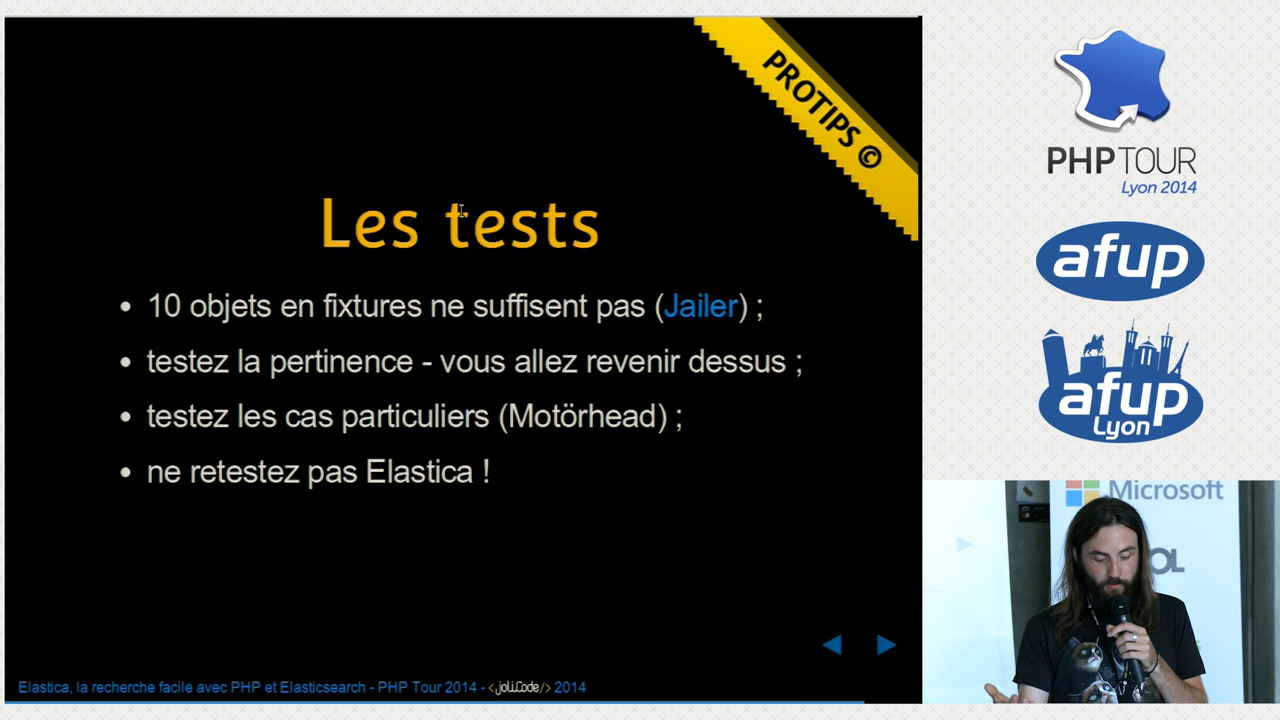 PROTIPS ©
Les tests
• 10 objets en fixtures ne suffisent pas (Jailer) ;
• testez la pertinence - vous allez revenir dessus ;
• testez les cas particuliers (Motörhead) ;
• ne retestez pas Elastica !
Elastica, la recherche facile avec PHP et Elasticsearch - PHP Tour 2014 - <joliCode/> 2014
PHP TOUR
Lyon 2014
afup
afup
Lyon
Microsoft